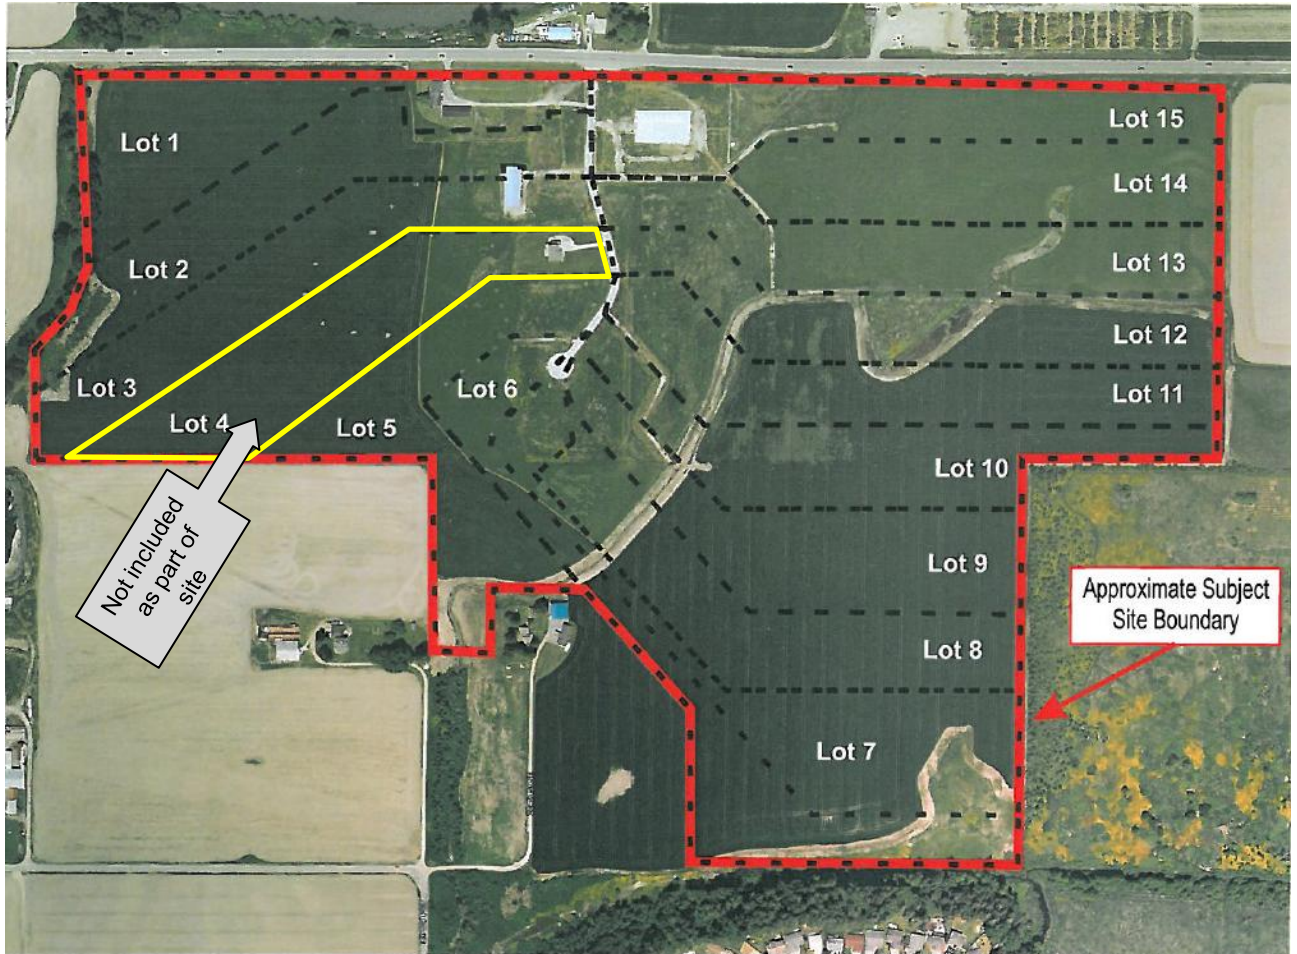 Lot 1
Lot 15
Lot 14
Lot 2
Lot 13
Lot 12
Lot 3
Lot 6
Lot 11
Lot 4
Lot 5
Lot 10
Not included
as part of
site
Lot 9
Approximate Subject
Site Boundary
Lot 8
Lot 7